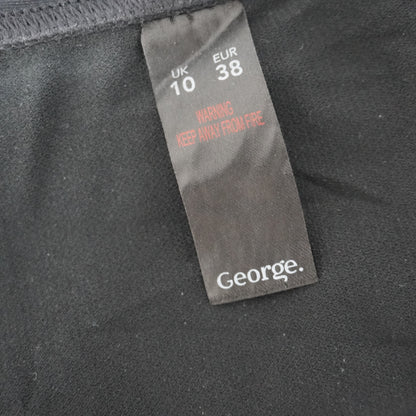 UK EUR
10 38
WARNING
KEEP AWAY FROM FIRE
George.